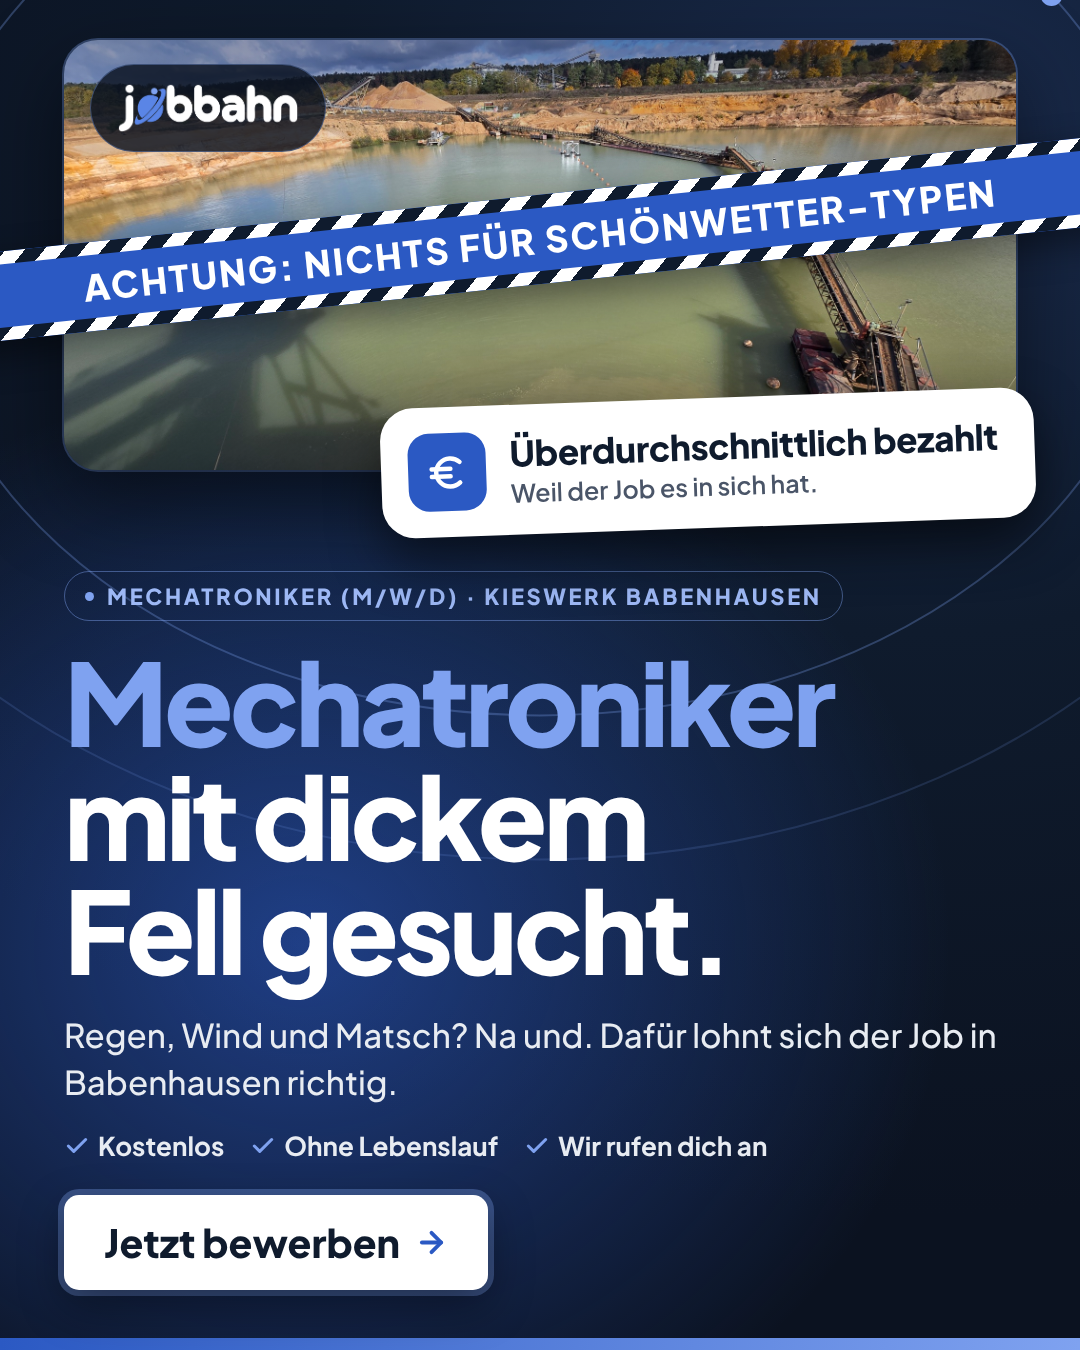 jobbahn
ACHTUNG: NICHTS FÜR SCHÖNWETTER-TYPEN
€
Überdurchschnittlich bezahlt
Weil der Job es in sich hat.
MECHATRONIKER (M/W/D) · KIESWERK BABENHAUSEN
Mechatroniker
mit dickem
Fell gesucht.
Regen, Wind und Matsch? Na und. Dafür lohnt sich der Job in
Babenhausen richtig.
Kostenlos Ohne Lebenslauf Wir rufen dich an
Jetzt bewerben →